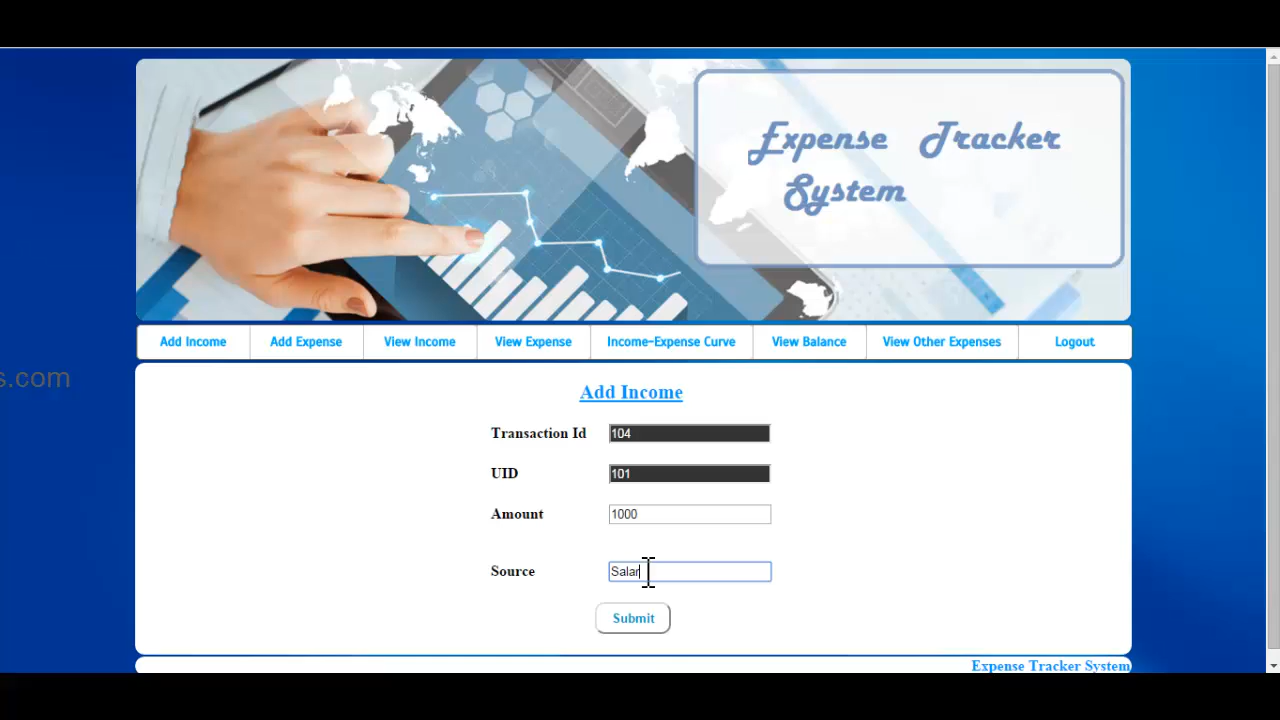 Expense Tracker
System
Add Income Add Expense View Income View Expense Income-Expense Curve View Balance View Other Expenses Logout
s.com
Add Income
Transaction Id 104
UID 101
Amount 1000
Source Salar
Submit
Expense Tracker System